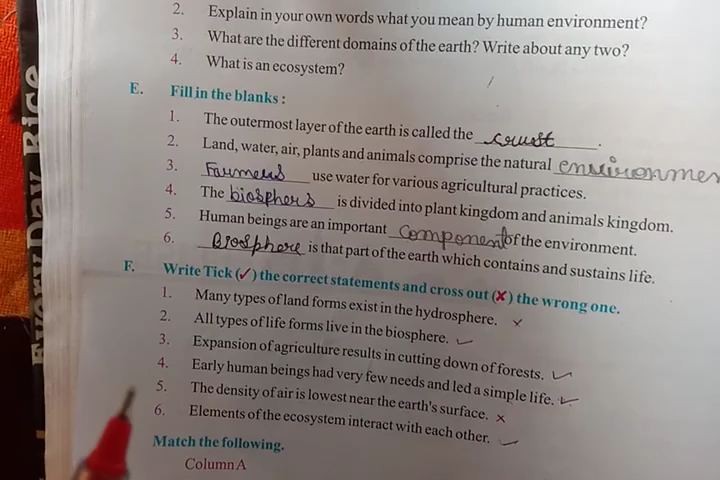 2. Explain in your own words what you mean by human environment?
3. What are the different domains of the earth? Write about any two?
4. What is an ecosystem?
E. Fill in the blanks :
1. The outermost layer of the earth is called the crust.
2. Land, water, air, plants and animals comprise the natural environmen
3. Farmers use water for various agricultural practices.
4. The biosphers is divided into plant kingdom and animals kingdom.
5. Human beings are an important component of the environment.
6. Biosphere is that part of the earth which contains and sustains life.
F. Write Tick (✓) the correct statements and cross out (✗) the wrong one.
1. Many types of land forms exist in the hydrosphere. ✗
2. All types of life forms live in the biosphere. ✓
3. Expansion of agriculture results in cutting down of forests. ✓
4. Early human beings had very few needs and led a simple life. ✓
5. The density of air is lowest near the earth's surface. ✗
6. Elements of the ecosystem interact with each other. ✓
Match the following.
Column A
Every Day Rice